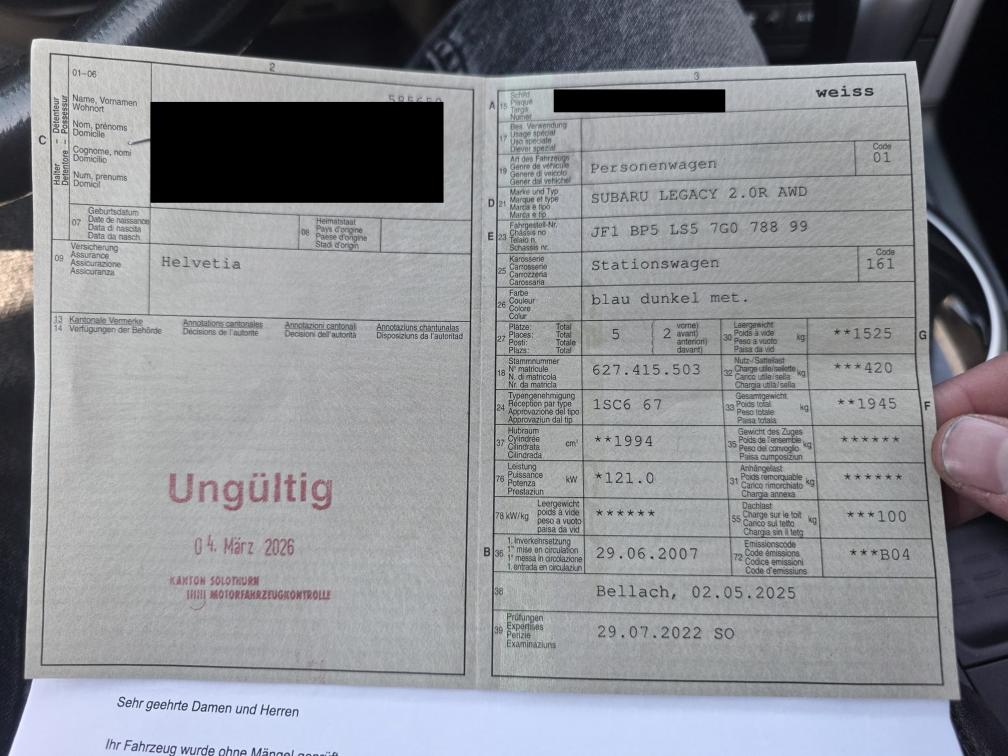 2
01-06
C
Halter Détenteur
Detentore Possessur
Name, Vornamen
Wohnort
Nom, prénoms
Domicile
Cognome, nomi
Domicilio
Num, prenums
Domicil
07
Geburtsdatum
Date de naissance
Data di nascita
Data da nasch.
08
Heimatstaat
Pays d'origine
Paese d'origine
Stadi d'origin
09
Versicherung
Assurance
Assicurazione
Assicuranza
Helvetia
13 Kantonale Vermerke Annotations cantonales Annotazioni cantonali Annotaziuns chantunalas
14 Verfügungen der Behörde Décisions de l'autorité Decisioni dell'autorità Disposiziuns da l'autoritad
Ungültig
04. März 2026
KANTON SOLOTHURN
MOTORFAHRZEUGKONTROLLE
3
A 15
Schild
Plaque
Targa
Numer
weiss
17
Bes. Verwendung
Usage spécial
Uso speciale
Diever spezial
19
Art des Fahrzeugs
Genre de véhicule
Genere di veicolo
Gener dal vehichel
Personenwagen
Code
01
D 21
Marke und Typ
Marque et type
Marca e tipo
Marca e tip
SUBARU LEGACY 2.0R AWD
E 23
Fahrgestell-Nr.
Châssis no
Telaio n.
Schassis nr.
JF1 BP5 LS5 7G0 788 99
25
Karosserie
Carrosserie
Carrozzeria
Carossaria
Stationswagen
Code
161
26
Farbe
Couleur
Colore
Colur
blau dunkel met.
27
Plätze: Total
Places: Total
Posti: Totale
Plazs: Total
5
2
vorne)
avant)
anteriori)
davant)
30
Leergewicht
Poids à vide
Peso a vuoto
Paisa da vid
kg
**1525
G
18
Stammnummer
N° matricule
N. di matricola
Nr. da matricla
627.415.503
32
Nutz-/Sattellast
Charge utile/sellette
Carico utile/sella
Chargia utila/sella
kg
***420
24
Typengenehmigung
Réception par type
Approvazione del tipo
Approvaziun dal tip
1SC6 67
33
Gesamtgewicht
Poids total
Peso totale
Paisa totala
kg
**1945
F
37
Hubraum
Cylindrée
Cilindrata
Cilindrada
cm³
**1994
35
Gewicht des Zuges
Poids de l'ensemble
Peso del convoglio
Paisa cumposiziun
kg
******
76
Leistung
Puissance
Potenza
Prestaziun
kW
*121.0
31
Anhängelast
Poids remorquable
Carico rimorchiato
Chargia annexa
kg
******
78 kW/kg
Leergewicht
poids à vide
peso a vuoto
paisa da vid
******
55
Dachlast
Charge sur le toit
Carico sul tetto
Chargia sin il tetg
kg
***100
B 36
1. Inverkehrsetzung
1re mise en circulation
1a messa in circolazione
1. entrada en circulaziun
29.06.2007
72
Emissionscode
Code émissions
Codice emissioni
Code d'emissiuns
***B04
38
Bellach, 02.05.2025
39
Prüfungen
Expertises
Perizie
Examinaziuns
29.07.2022 SO
Sehr geehrte Damen und Herren
Ihr Fahrzeug wurde ohne Mängel